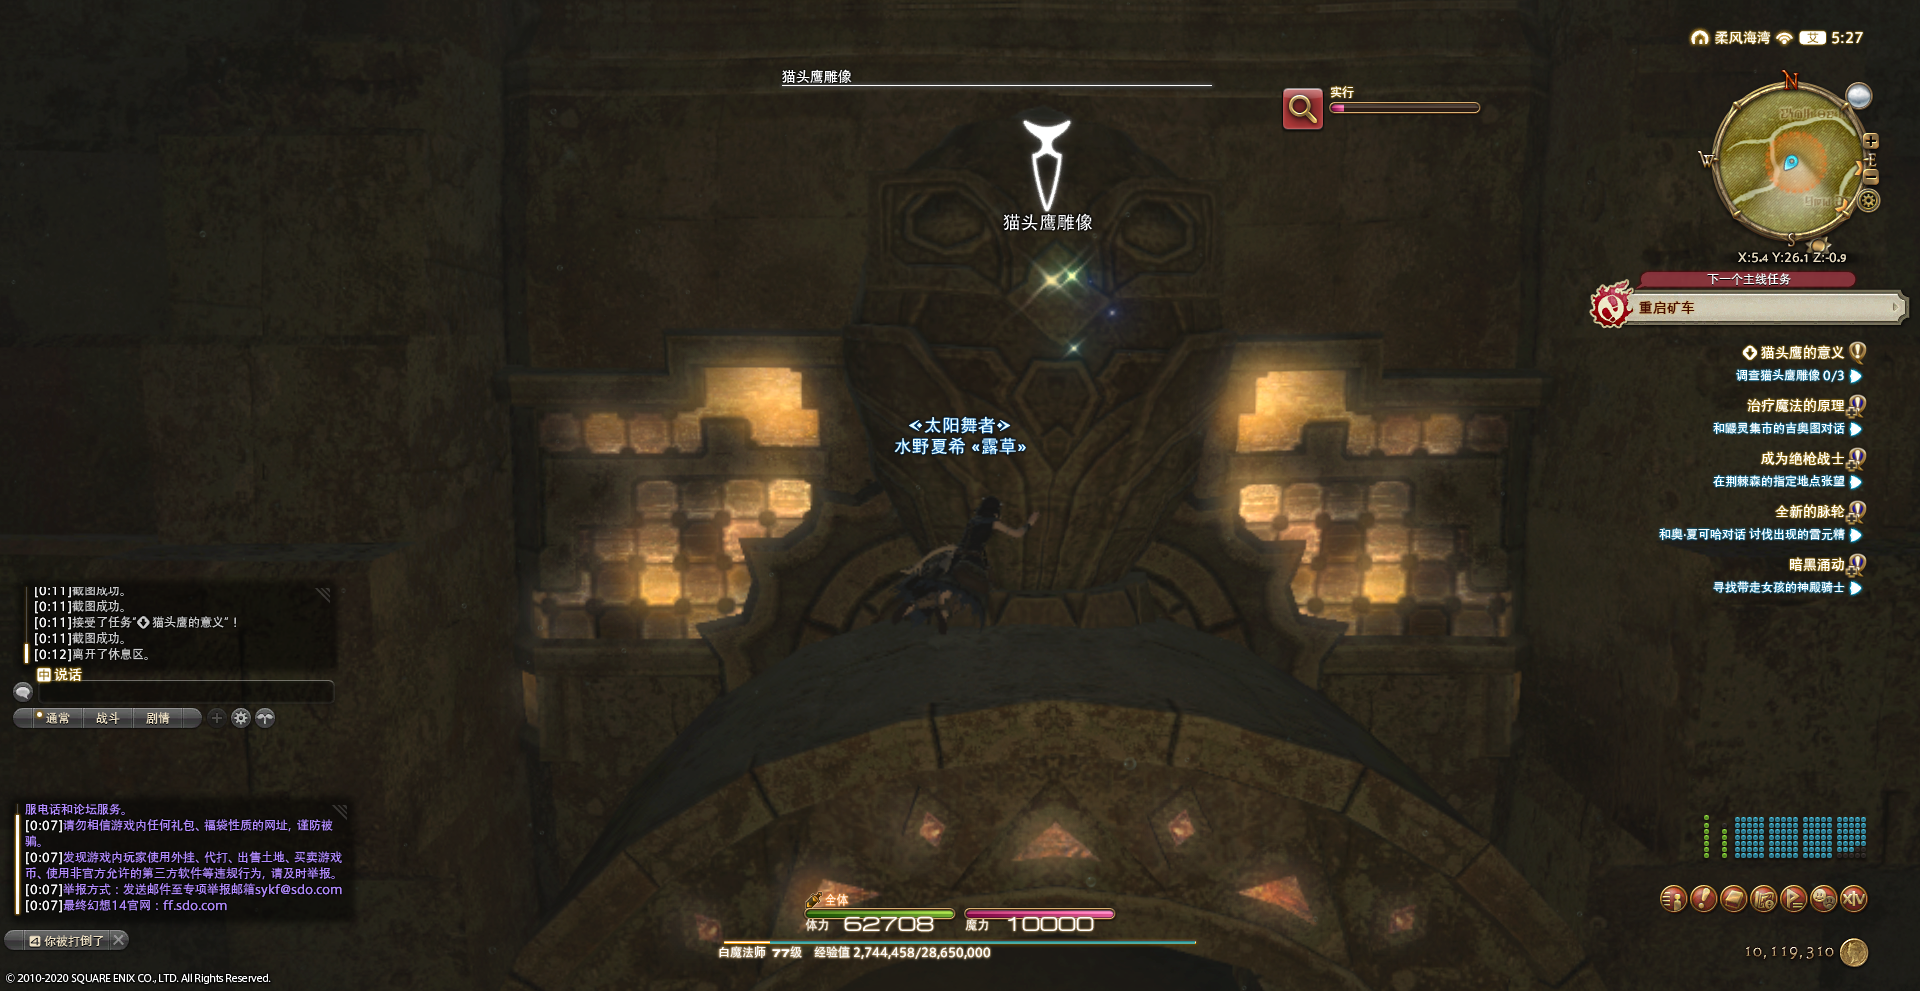 猫头鹰雕像
实行
柔风海湾 艾 5:27
猫头鹰雕像
N
W
E
S
X:5.4 Y:26.1 Z:-0.9
下一个主线任务
重启矿车
猫头鹰的意义
调查猫头鹰雕像 0/3
治疗魔法的原理
和鼹灵集市的吉奥图对话
成为绝枪战士
在荆棘森的指定地点张望
全新的脉轮
和奥·夏可哈对话 讨伐出现的雷元精
暗黑涌动
寻找带走女孩的神殿骑士
太阳舞者
水野夏希 «露草»
[0:11]截图成功。
[0:11]截图成功。
[0:11]接受了任务“猫头鹰的意义”！
[0:11]截图成功。
[0:12]离开了休息区。
说话
通常 战斗 剧情
服电话和论坛服务。
[0:07]请勿相信游戏内任何礼包、福袋性质的网址，谨防被
骗。
[0:07]发现游戏内玩家使用外挂、代打、出售土地、买卖游戏
币、使用非官方允许的第三方软件等违规行为，请及时举报。
[0:07]举报方式：发送邮件至专项举报邮箱sykf@sdo.com
[0:07]最终幻想14官网：ff.sdo.com
4 你被打倒了
全体
体力 62708 魔力 10000
白魔法师 77级 经验值 2,744,458/28,650,000
XIV
10,119,310
© 2010-2020 SQUARE ENIX CO., LTD. All Rights Reserved.